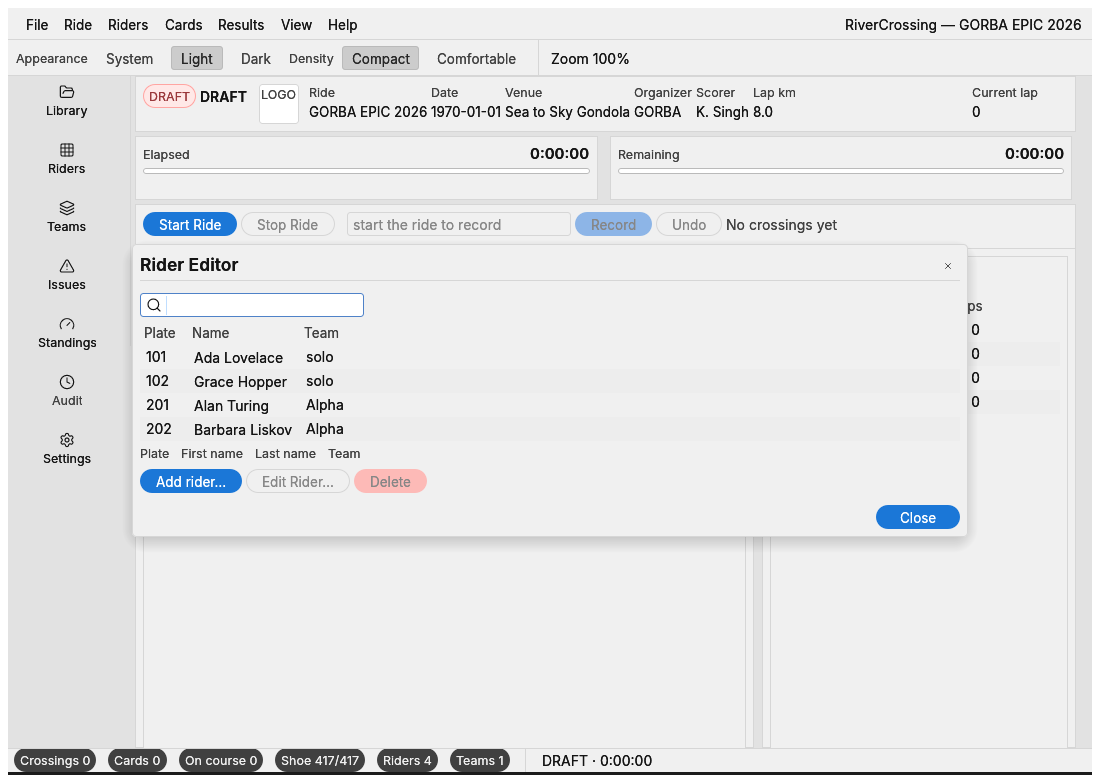 File Ride Riders Cards Results View Help RiverCrossing — GORBA EPIC 2026
Appearance System Light Dark Density Compact Comfortable Zoom 100%
Library
Riders
Teams
Issues
Standings
Audit
Settings
DRAFT DRAFT LOGO Ride Date Venue Organizer Scorer Lap km Current lap
GORBA EPIC 2026 1970-01-01 Sea to Sky Gondola GORBA K. Singh 8.0 0
Elapsed 0:00:00 Remaining 0:00:00
Start Ride Stop Ride start the ride to record Record Undo No crossings yet
Rider Editor ×
Plate Name Team
101 Ada Lovelace solo
102 Grace Hopper solo
201 Alan Turing Alpha
202 Barbara Liskov Alpha
Plate First name Last name Team
Add rider... Edit Rider... Delete
Close
ps
0
0
0
0
Crossings 0 Cards 0 On course 0 Shoe 417/417 Riders 4 Teams 1 DRAFT · 0:00:00